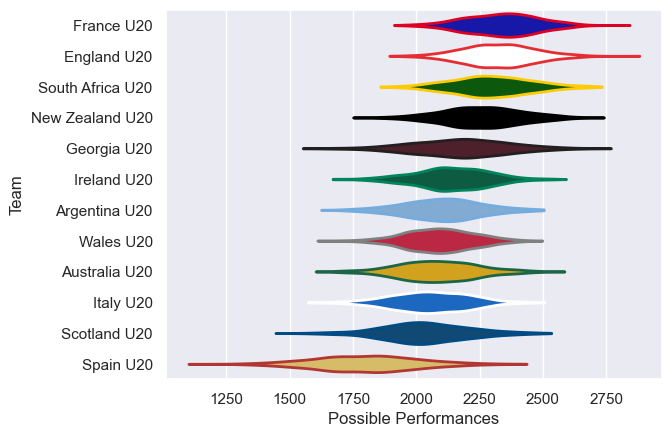 France U20
England U20
South Africa U20
New Zealand U20
Georgia U20
Ireland U20
Argentina U20
Wales U20
Australia U20
Italy U20
Scotland U20
Spain U20
Team
1250 1500 1750 2000 2250 2500 2750
Possible Performances